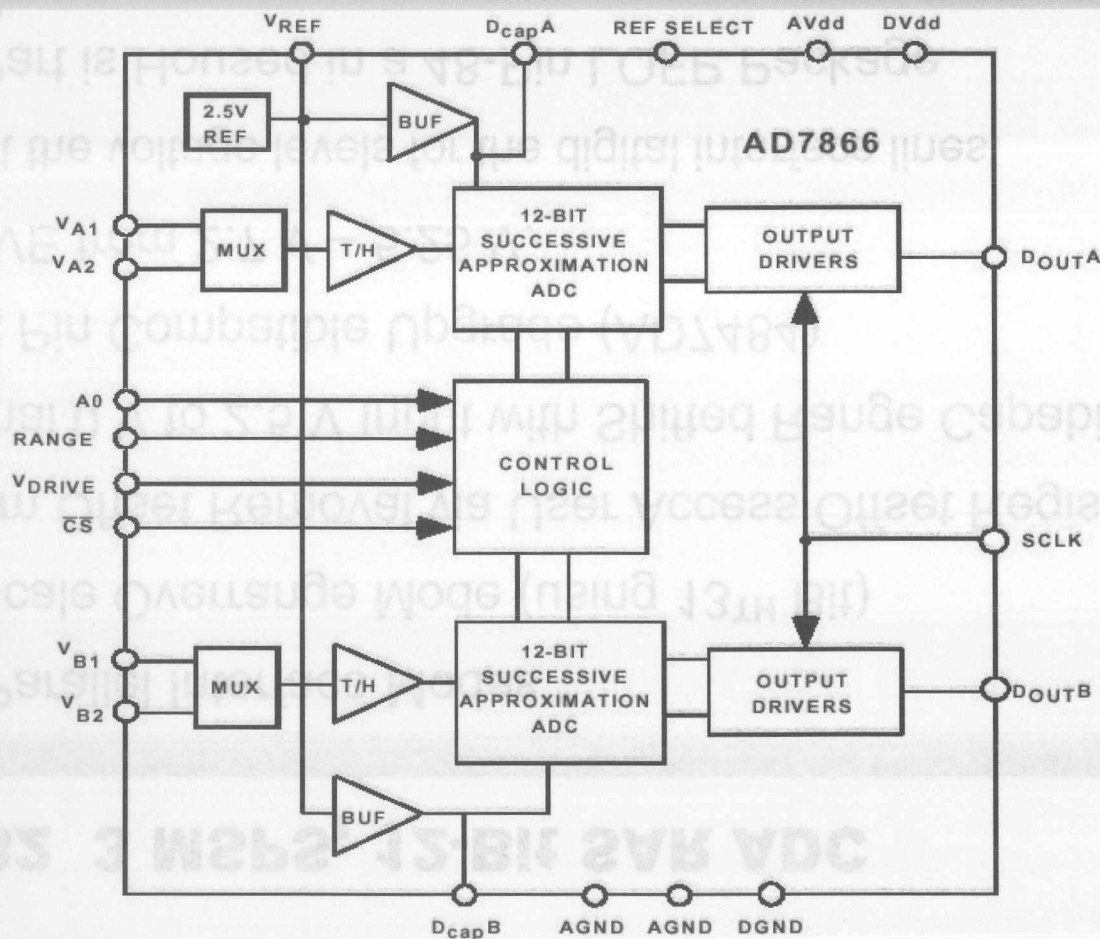 VREF DcapA REF SELECT AVdd DVdd
2.5V
REF
BUF
AD7866
VA1
VA2
MUX
T/H
12-BIT
SUCCESSIVE
APPROXIMATION
ADC
OUTPUT
DRIVERS
DOUTA
A0
RANGE
VDRIVE
C̅S̅
CONTROL
LOGIC
SCLK
VB1
VB2
MUX
T/H
12-BIT
SUCCESSIVE
APPROXIMATION
ADC
OUTPUT
DRIVERS
DOUTB
BUF
DcapB AGND AGND DGND